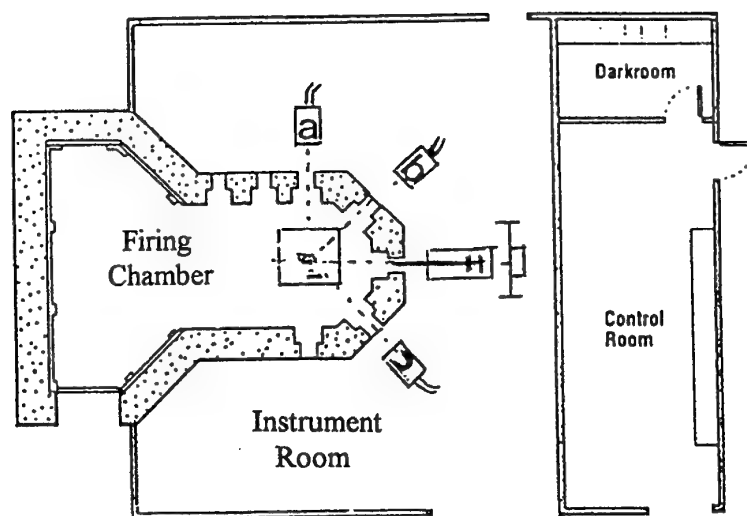 Darkroom
a
b
Firing
Chamber
Control
Room
c
Instrument
Room